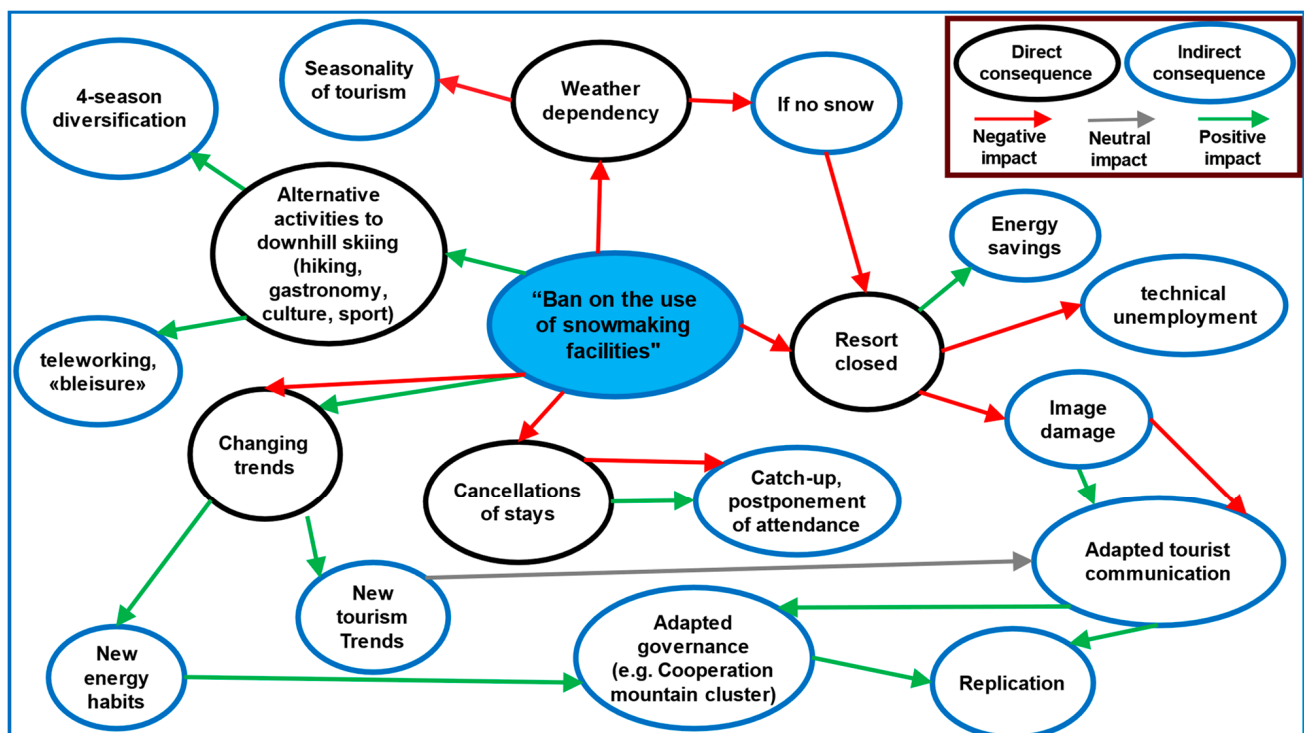 Seasonality
of tourism
Weather
dependency
If no snow
Direct
consequence
Indirect
consequence
Negative
impact
Neutral
impact
Positive
impact
4-season
diversification
Alternative
activities to
downhill skiing
(hiking,
gastronomy,
culture, sport)
Energy
savings
“Ban on the use
of snowmaking
facilities"
technical
unemployment
Resort
closed
teleworking,
«bleisure»
Image
damage
Changing
trends
Cancellations
of stays
Catch-up,
postponement
of attendance
Adapted tourist
communication
New
tourism
Trends
Adapted
governance
(e.g. Cooperation
mountain cluster)
New
energy
habits
Replication